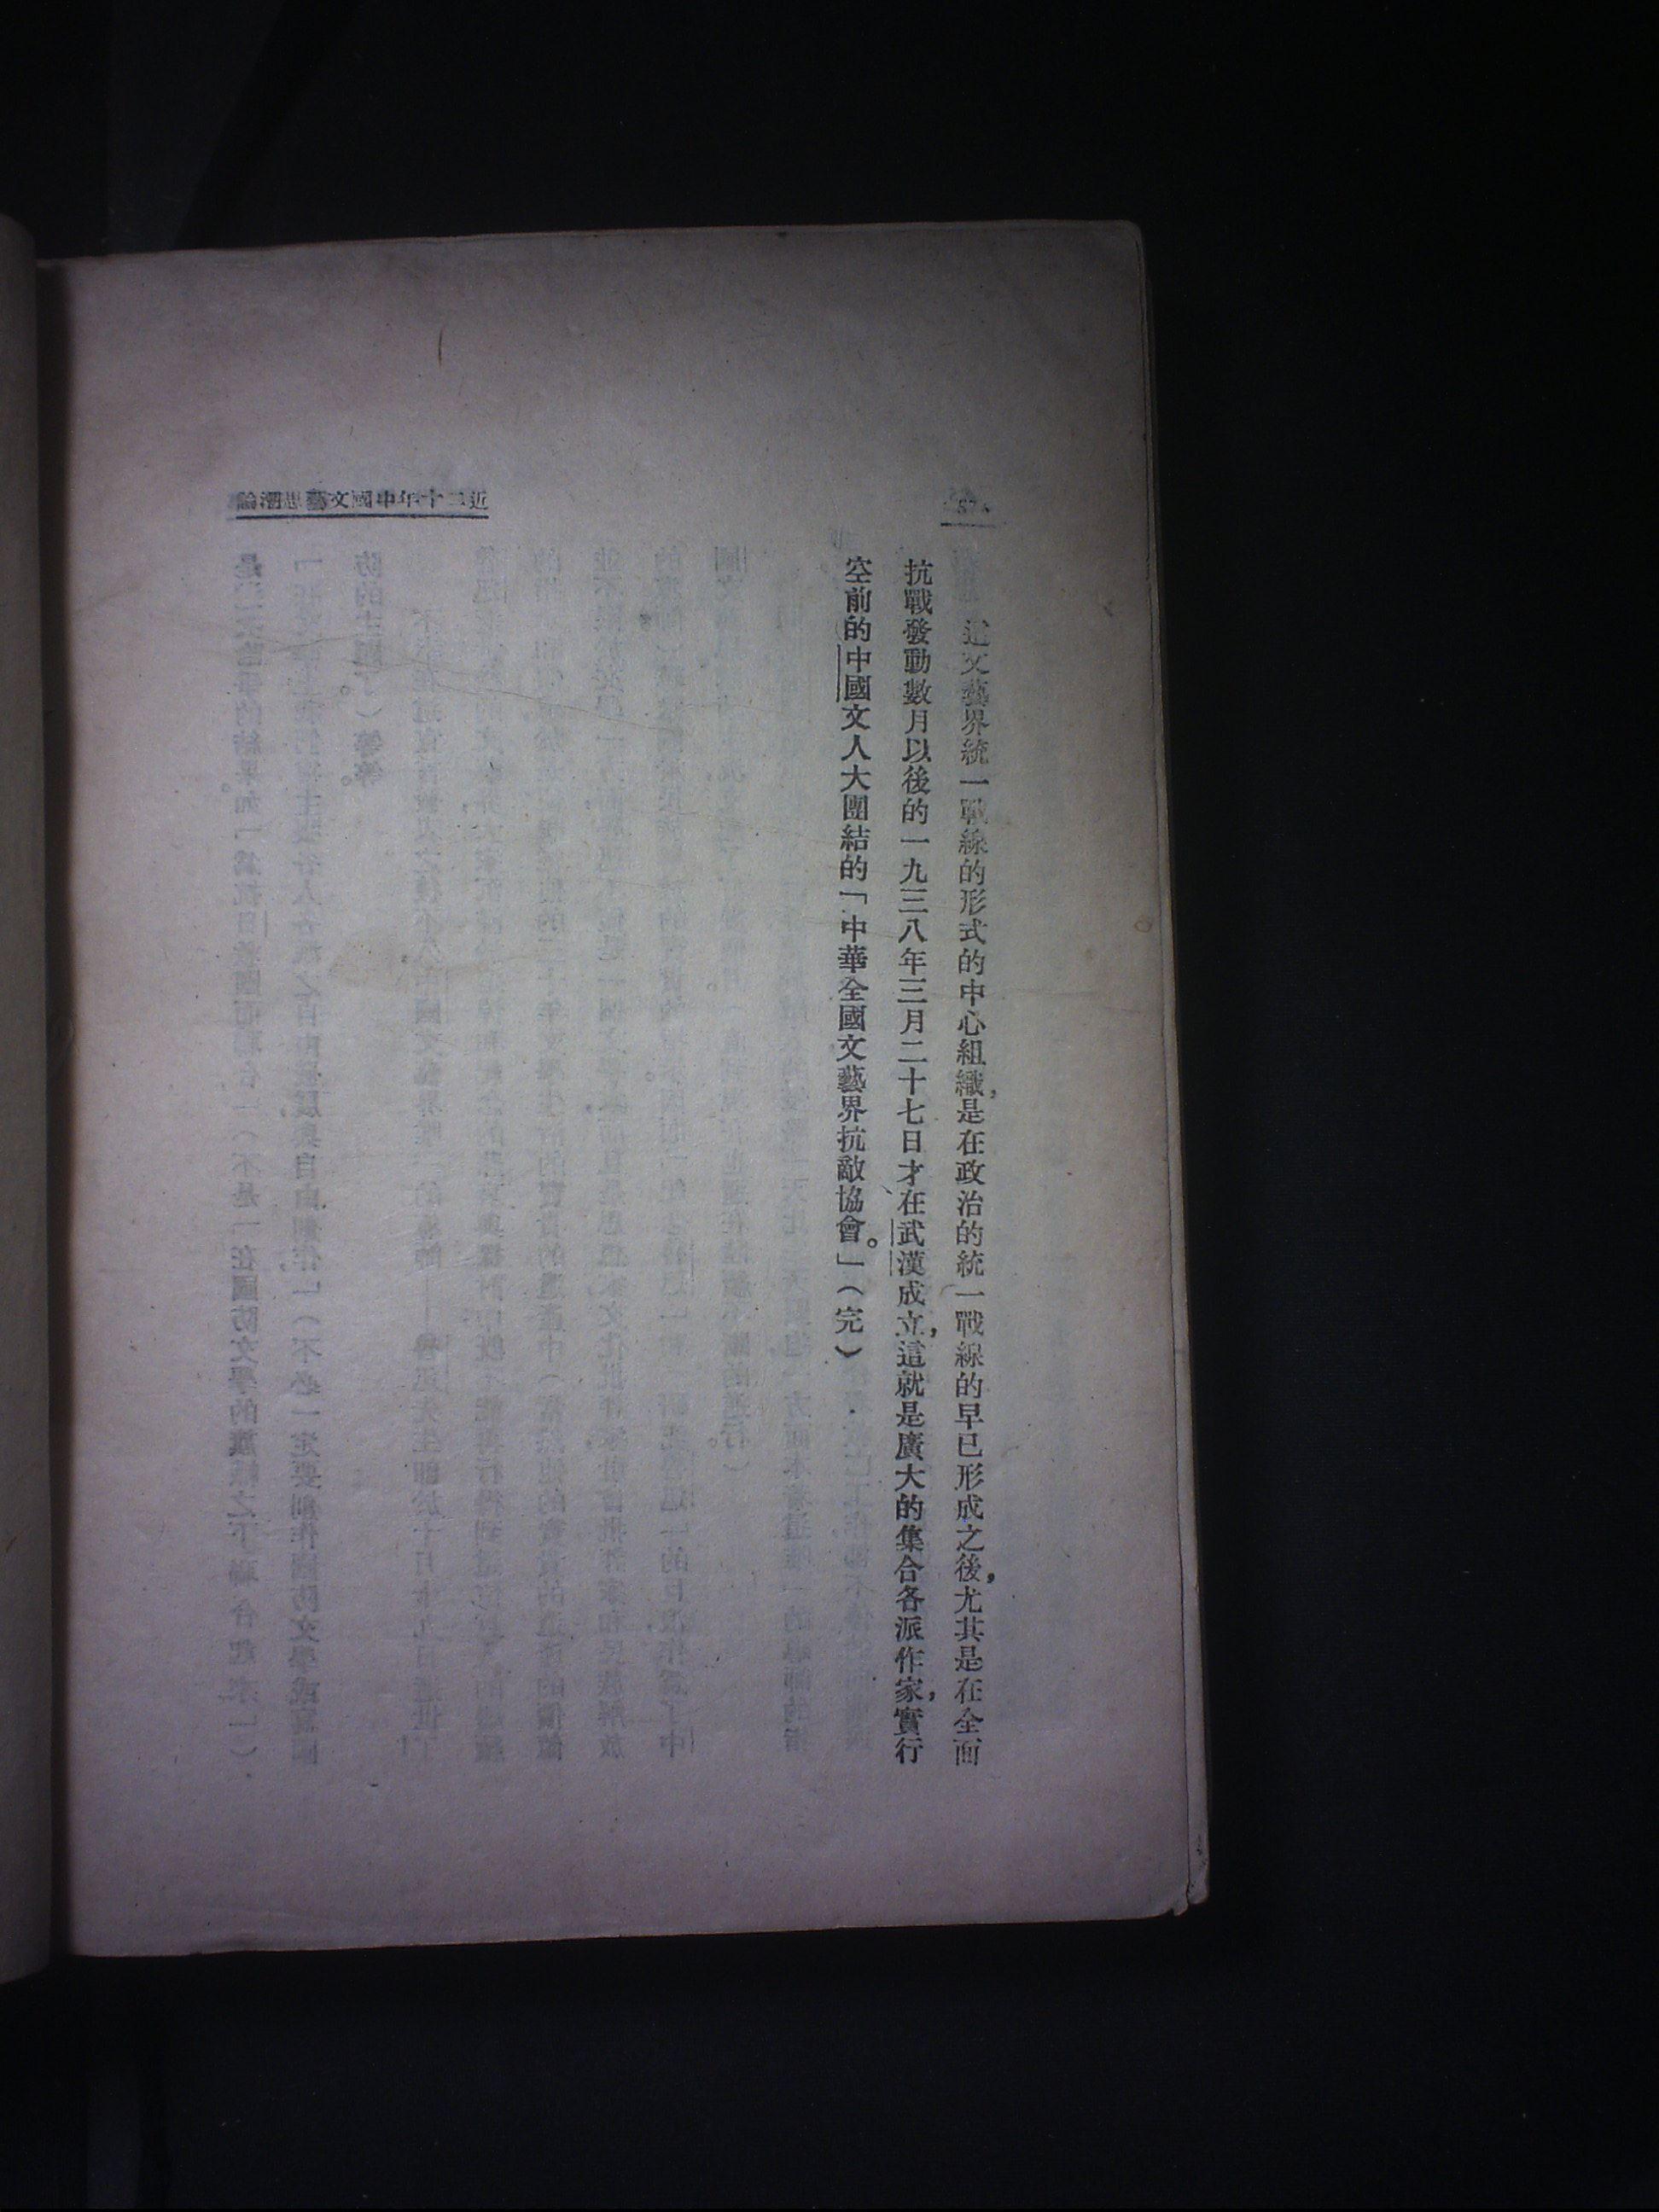 近二十年中國文藝思潮論
這文藝界統一戰線的形式的中心組織，是在政治的統一戰線的早已形成之後，尤其是在全面
抗戰發動數月以後的一九三八年三月二十七日才在武漢成立，這就是廣大的集合各派作家，實行
空前的中國文人大團結的「中華全國文藝界抗敵協會。」（完）